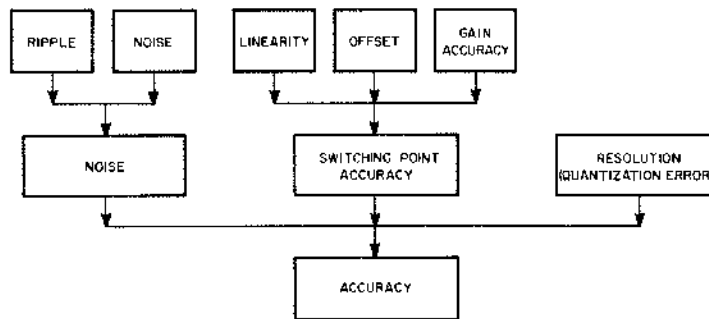 RIPPLE
NOISE
LINEARITY
OFFSET
GAIN
ACCURACY
NOISE
SWITCHING POINT
ACCURACY
RESOLUTION
(QUANTIZATION ERROR)
ACCURACY